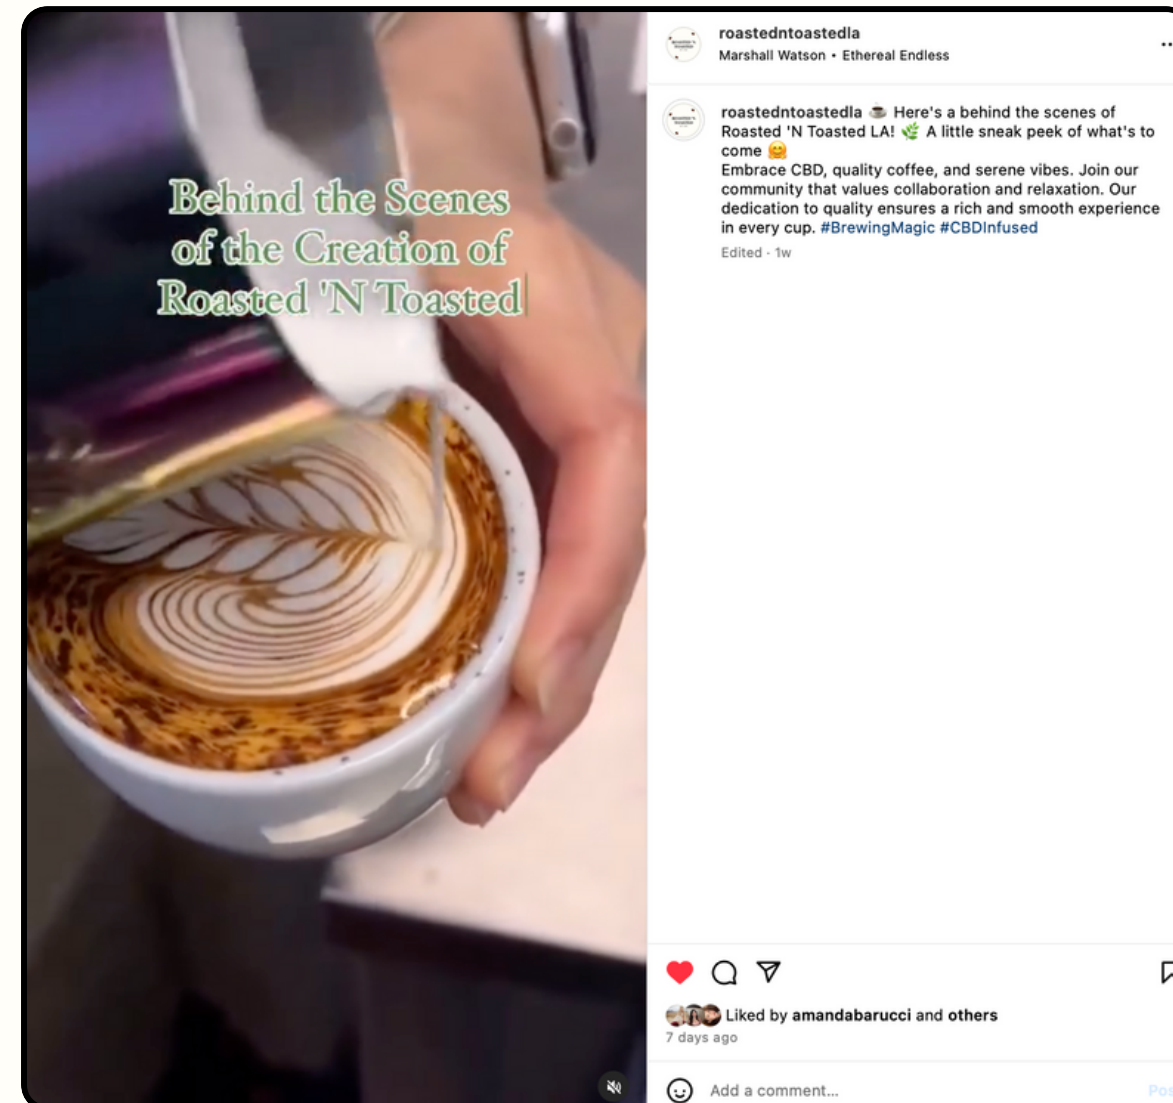 Behind the Scenes
of the Creation of
Roasted 'N Toasted
roastedntoastedla
Marshall Watson • Ethereal Endless
roastedntoastedla ☕ Here's a behind the scenes of
Roasted 'N Toasted LA! 🌿 A little sneak peek of what's to
come 🤗
Embrace CBD, quality coffee, and serene vibes. Join our
community that values collaboration and relaxation. Our
dedication to quality ensures a rich and smooth experience
in every cup. #BrewingMagic #CBDInfused
Edited · 1w
Liked by amandabarucci and others
7 days ago
Add a comment...